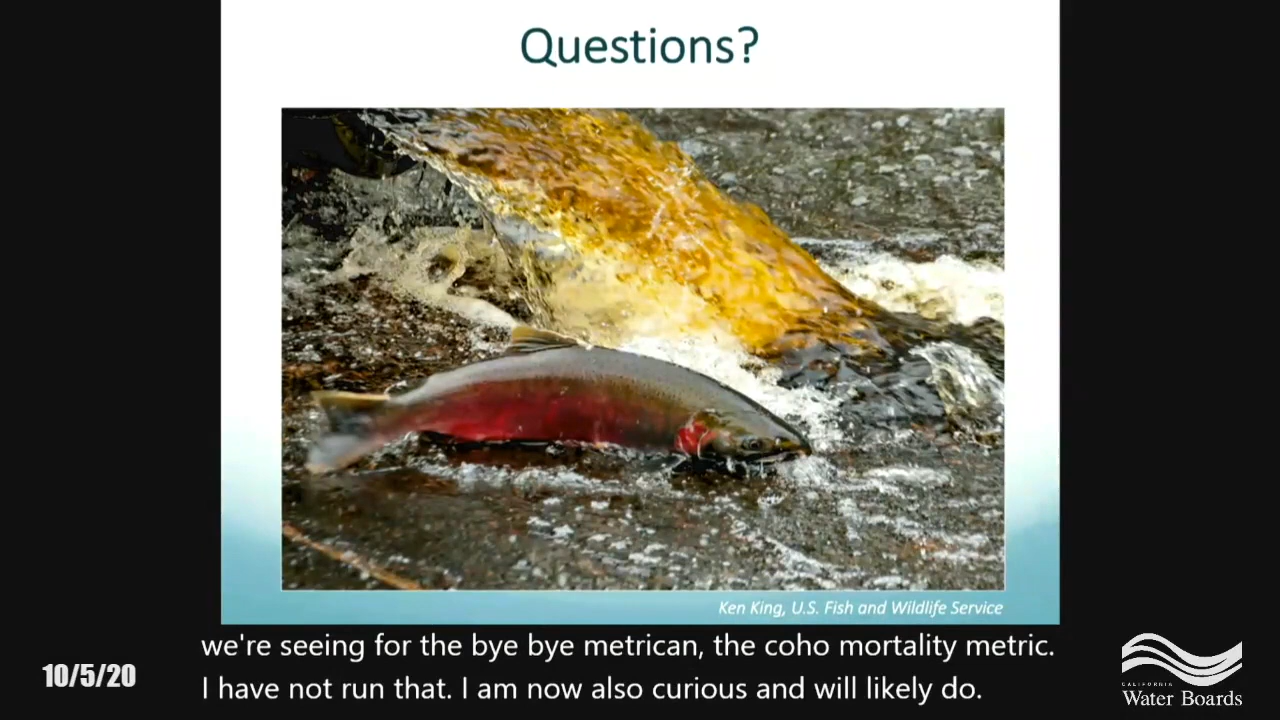 Questions?
Ken King, U.S. Fish and Wildlife Service
we're seeing for the bye bye metrican, the coho mortality metric.
I have not run that. I am now also curious and will likely do.
10/5/20
CALIFORNIA
Water Boards